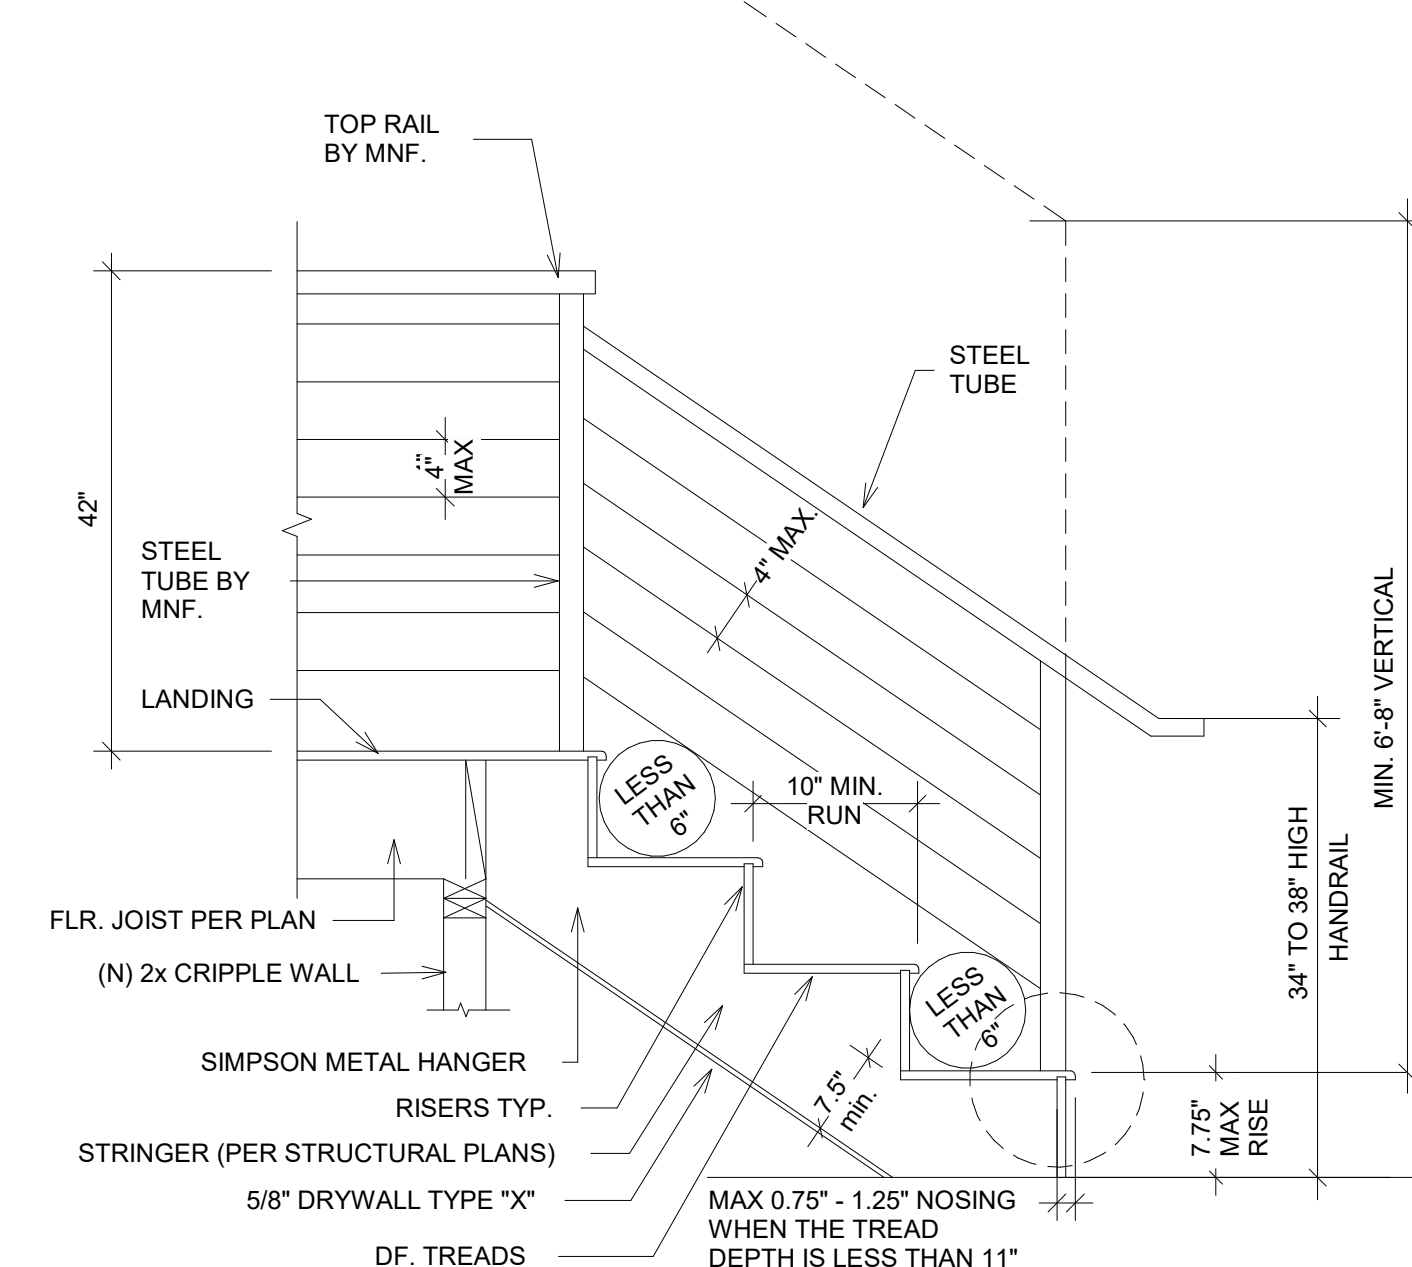 TOP RAIL
BY MNF.
STEEL
TUBE
4"
MAX
42"
4" MAX.
STEEL
TUBE BY
MNF.
LANDING
LESS
THAN
6"
10" MIN.
RUN
MIN. 6'-8" VERTICAL
34" TO 38" HIGH
HANDRAIL
FLR. JOIST PER PLAN
(N) 2x CRIPPLE WALL
LESS
THAN
6"
SIMPSON METAL HANGER
RISERS TYP.
7.5"
min.
7.75"
MAX
RISE
STRINGER (PER STRUCTURAL PLANS)
5/8" DRYWALL TYPE "X"
DF. TREADS
MAX 0.75" - 1.25" NOSING
WHEN THE TREAD
DEPTH IS LESS THAN 11"